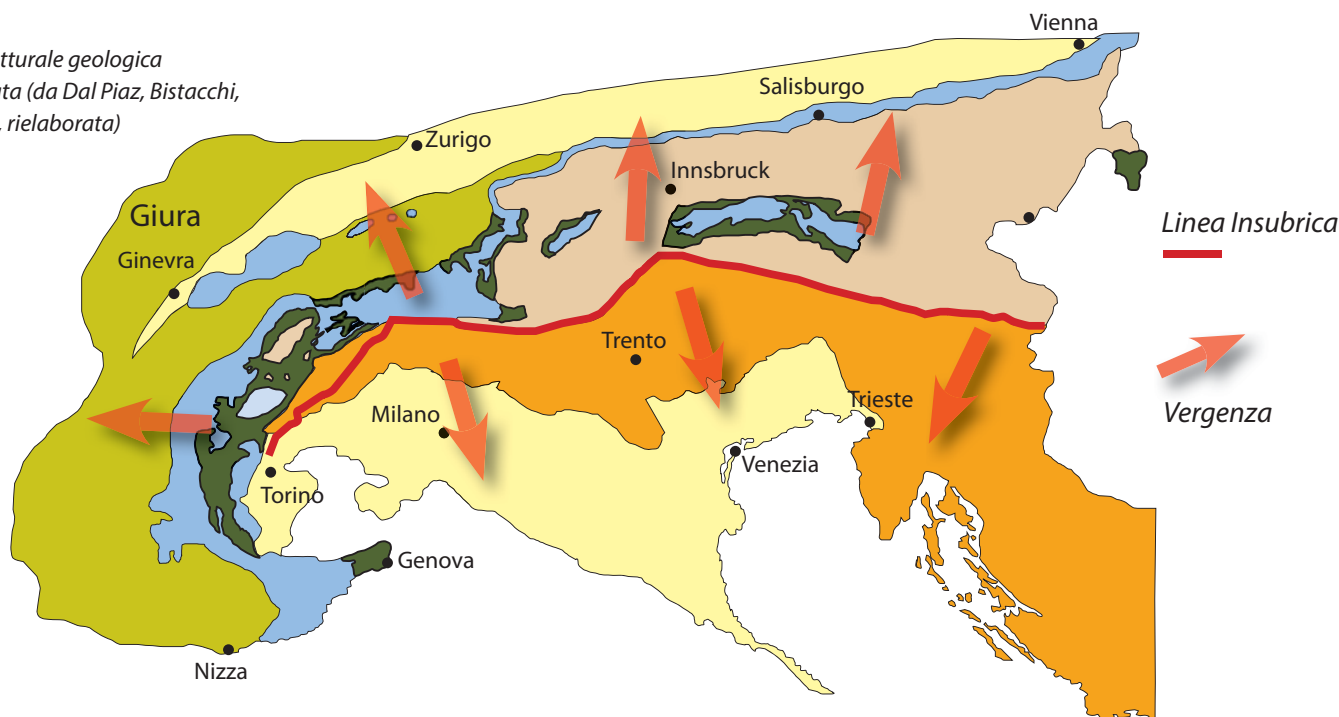 tturale geologica
ta (da Dal Piaz, Bistacchi,
, rielaborata)
Vienna
Salisburgo
Zurigo
Innsbruck
Giura
Ginevra
Linea Insubrica
Trento
Vergenza
Milano
Trieste
Venezia
Torino
Genova
Nizza